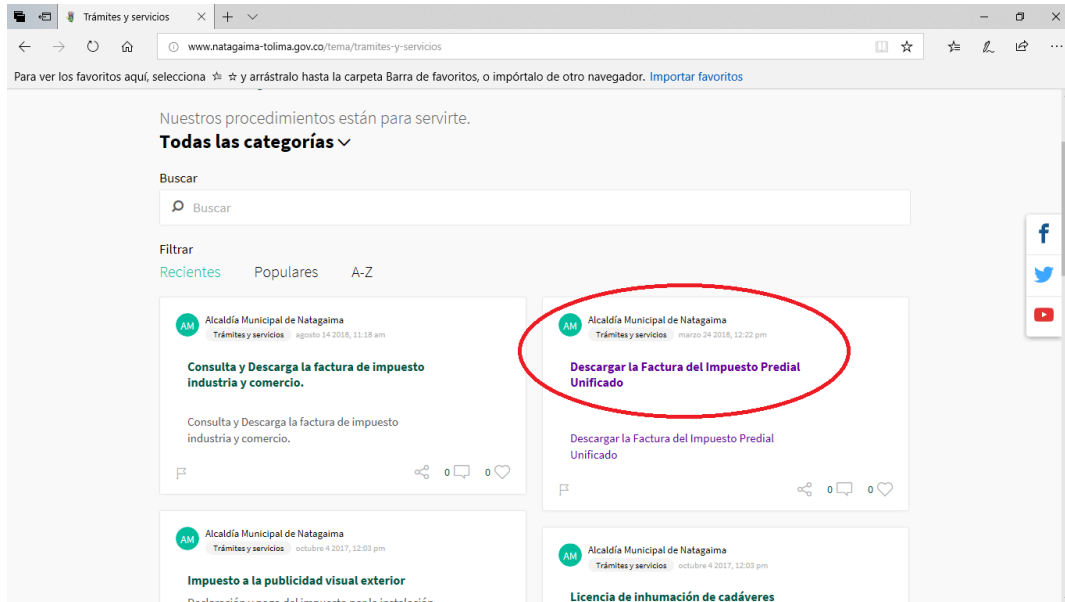 Trámites y servicios
www.natagaima-tolima.gov.co/tema/tramites-y-servicios
Para ver los favoritos aquí, selecciona y arrástralo hasta la carpeta Barra de favoritos, o impórtalo de otro navegador. Importar favoritos
Nuestros procedimientos están para servirte.
Todas las categorías
Buscar
Buscar
Filtrar
Recientes Populares A-Z
AM Alcaldía Municipal de Natagaima
Trámites y servicios agosto 14 2018, 11:18 am
Consulta y Descarga la factura de impuesto
industria y comercio.
Consulta y Descarga la factura de impuesto
industria y comercio.
0 0
AM Alcaldía Municipal de Natagaima
Trámites y servicios marzo 24 2018, 12:22 pm
Descargar la Factura del Impuesto Predial
Unificado
Descargar la Factura del Impuesto Predial
Unificado
0 0
AM Alcaldía Municipal de Natagaima
Trámites y servicios octubre 4 2017, 12:03 pm
Impuesto a la publicidad visual exterior
Declaración y pago del impuesto por la instalación
AM Alcaldía Municipal de Natagaima
Trámites y servicios octubre 4 2017, 12:03 pm
Licencia de inhumación de cadáveres